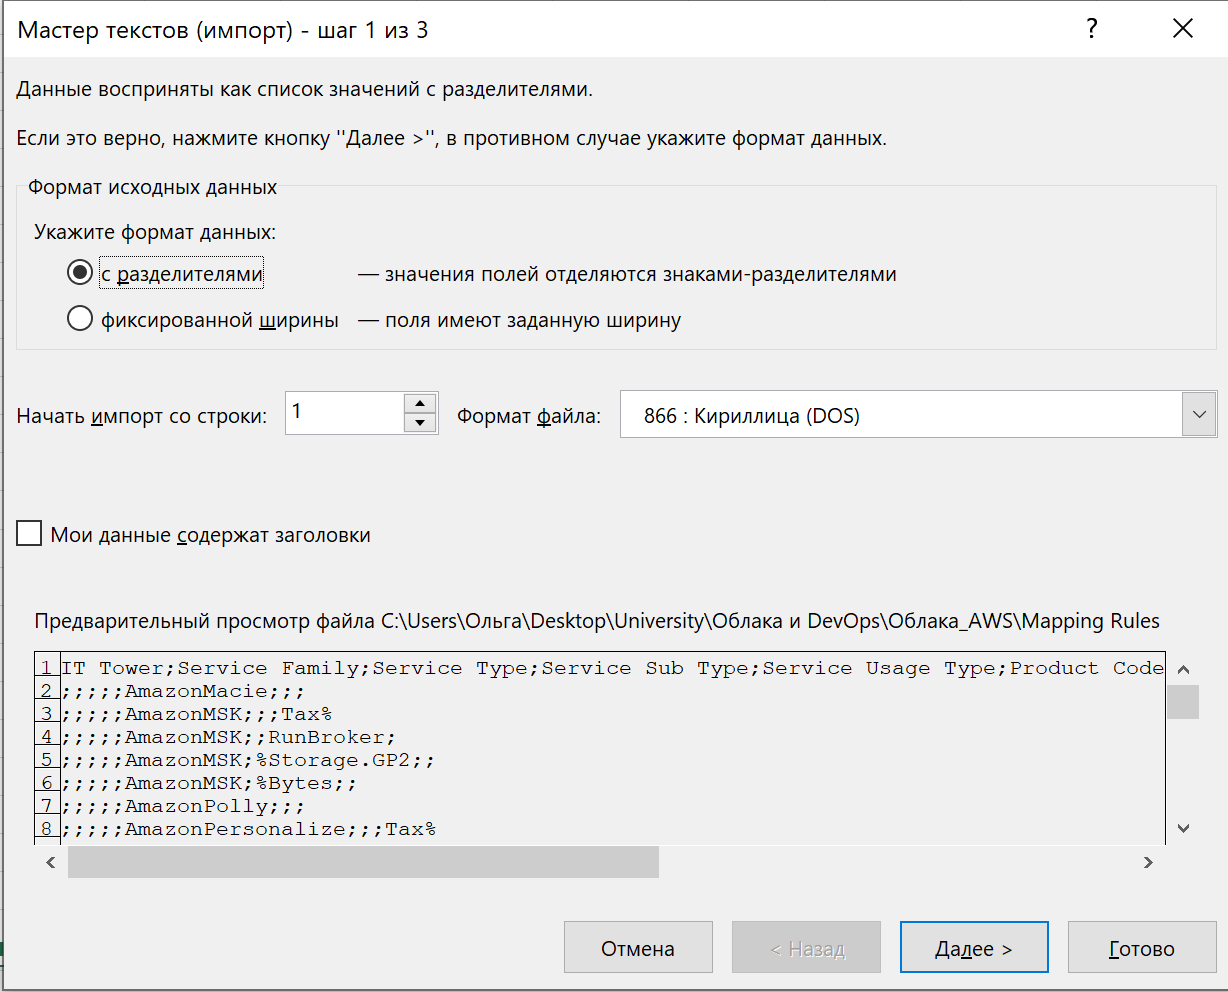 Мастер текстов (импорт) - шаг 1 из 3
?
Данные восприняты как список значений с разделителями.
Если это верно, нажмите кнопку "Далее >", в противном случае укажите формат данных.
Формат исходных данных
Укажите формат данных:
с разделителями — значения полей отделяются знаками-разделителями
фиксированной ширины — поля имеют заданную ширину
Начать импорт со строки: 1 Формат файла: 866 : Кириллица (DOS)
Мои данные содержат заголовки
Предварительный просмотр файла C:\Users\Ольга\Desktop\University\Облака и DevOps\Облака_AWS\Mapping Rules
1 IT Tower;Service Family;Service Type;Service Sub Type;Service Usage Type;Product Code
2 ;;;;;AmazonMacie;;;
3 ;;;;;AmazonMSK;;;Tax%
4 ;;;;;AmazonMSK;;RunBroker;
5 ;;;;;AmazonMSK;%Storage.GP2;;
6 ;;;;;AmazonMSK;%Bytes;;
7 ;;;;;AmazonPolly;;;
8 ;;;;;AmazonPersonalize;;;Tax%
Отмена < Назад Далее > Готово